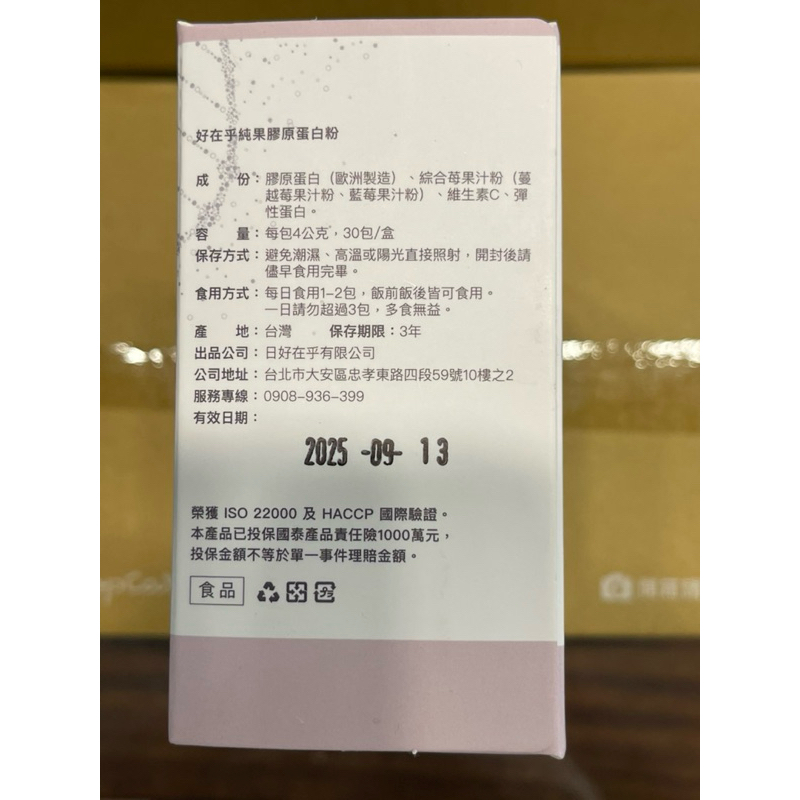 好在乎純果膠原蛋白粉
成 份：膠原蛋白（歐洲製造）、綜合苺果汁粉（蔓
越莓果汁粉、藍莓果汁粉）、維生素C、彈
性蛋白。
容 量：每包4公克，30包/盒
保存方式：避免潮濕、高溫或陽光直接照射，開封後請
儘早食用完畢。
食用方式：每日食用1–2包，飯前飯後皆可食用。
一日請勿超過3包，多食無益。
產 地：台灣 保存期限：3年
出品公司：日好在乎有限公司
公司地址：台北市大安區忠孝東路四段59號10樓之2
服務專線：0908-936-399
有效日期：
2025 -09- 13
榮獲 ISO 22000 及 HACCP 國際驗證。
本產品已投保國泰產品責任險1000萬元，
投保金額不等於單一事件理賠金額。
食品